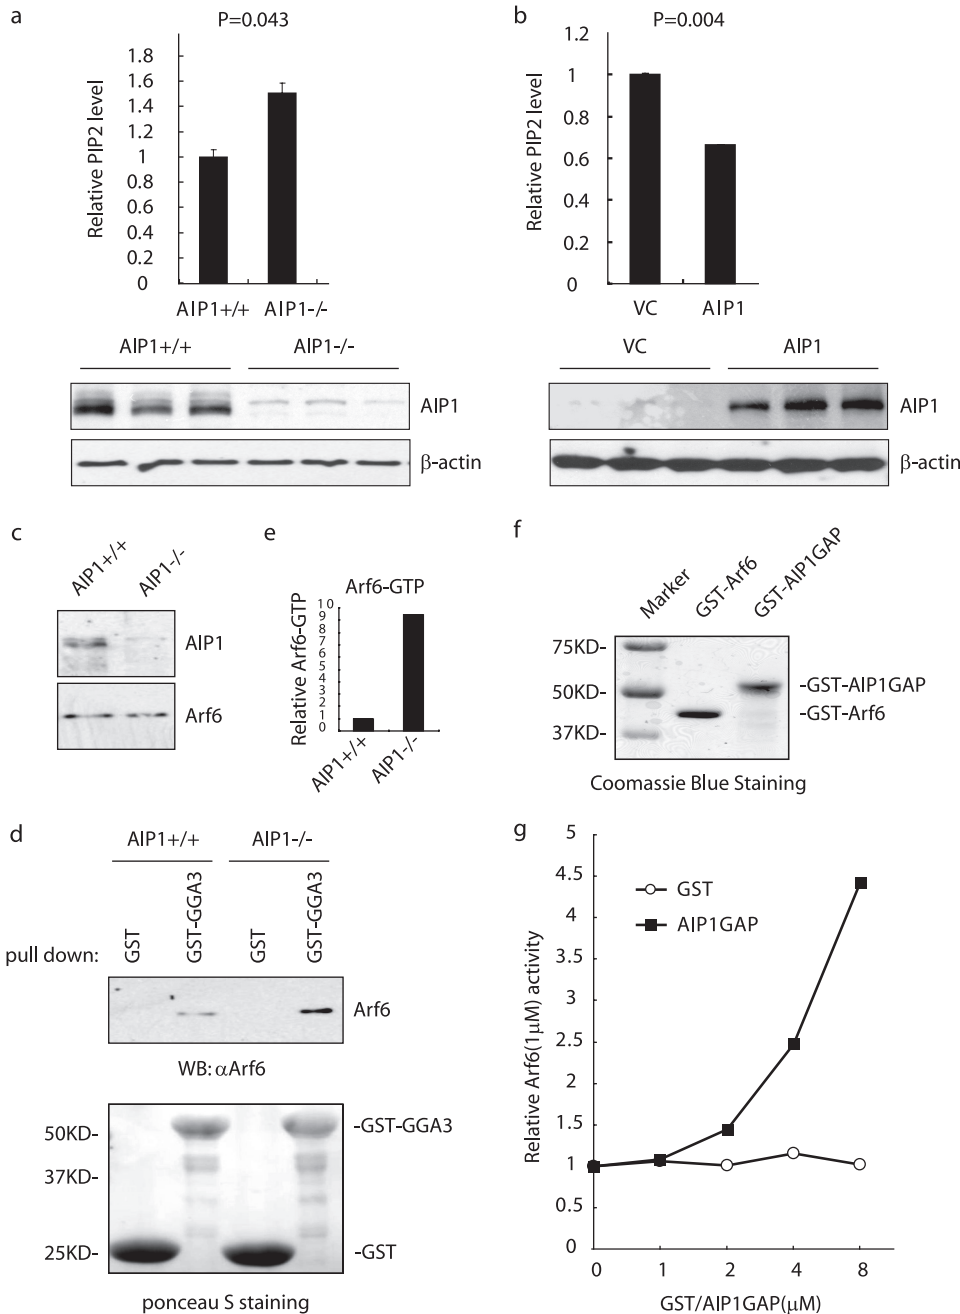 a
P=0.043
Relative PIP2 level
1.8
1.6
1.4
1.2
1
0.8
0.6
0.4
0.2
0
AIP1+/+ AIP1-/-
AIP1+/+ AIP1-/-
AIP1
β-actin
b
P=0.004
Relative PIP2 level
1.2
1
0.8
0.6
0.4
0.2
0
VC AIP1
VC AIP1
AIP1
β-actin
c
AIP1+/+ AIP1-/-
AIP1
Arf6
e
Arf6-GTP
Relative Arf6-GTP
10
9
8
7
6
5
4
3
2
1
0
AIP1+/+ AIP1-/-
f
Marker GST-Arf6 GST-AIP1GAP
75KD-
50KD-
37KD-
-GST-AIP1GAP
-GST-Arf6
Coomassie Blue Staining
d
AIP1+/+ AIP1-/-
pull down: GST GST-GGA3 GST GST-GGA3
Arf6
WB: αArf6
50KD-
37KD-
25KD-
-GST-GGA3
-GST
ponceau S staining
g
Relative Arf6(1μM) activity
5
4.5
4
3.5
3
2.5
2
1.5
1
0.5
0
GST
AIP1GAP
0 1 2 4 8
GST/AIP1GAP(μM)